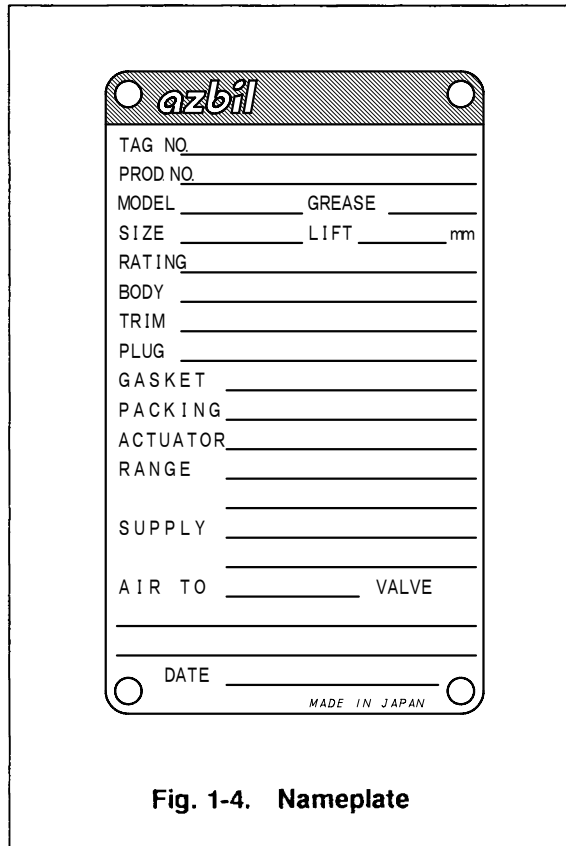 azbil
TAG NO.
PROD. NO.
MODEL GREASE
SIZE LIFT mm
RATING
BODY
TRIM
PLUG
GASKET
PACKING
ACTUATOR
RANGE
SUPPLY
AIR TO VALVE
DATE
MADE IN JAPAN
Fig. 1-4. Nameplate